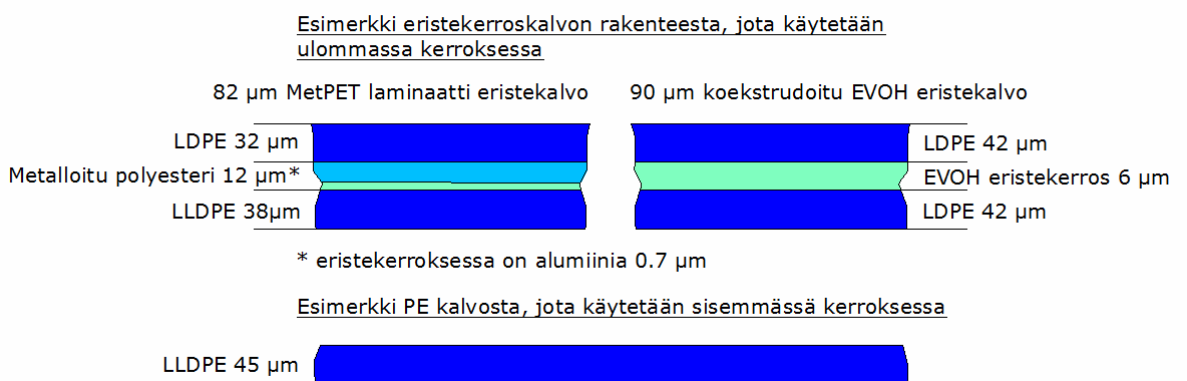 Esimerkki eristekerroskalvon rakenteesta, jota käytetään
ulommassa kerroksessa
82 µm MetPET laminaatti eristekalvo
90 µm koekstrudoitu EVOH eristekalvo
LDPE 32 µm
LDPE 42 µm
Metalloitu polyesteri 12 µm*
EVOH eristekerros 6 µm
LLDPE 38µm
LDPE 42 µm
* eristekerroksessa on alumiinia 0.7 µm
Esimerkki PE kalvosta, jota käytetään sisemmässä kerroksessa
LLDPE 45 µm